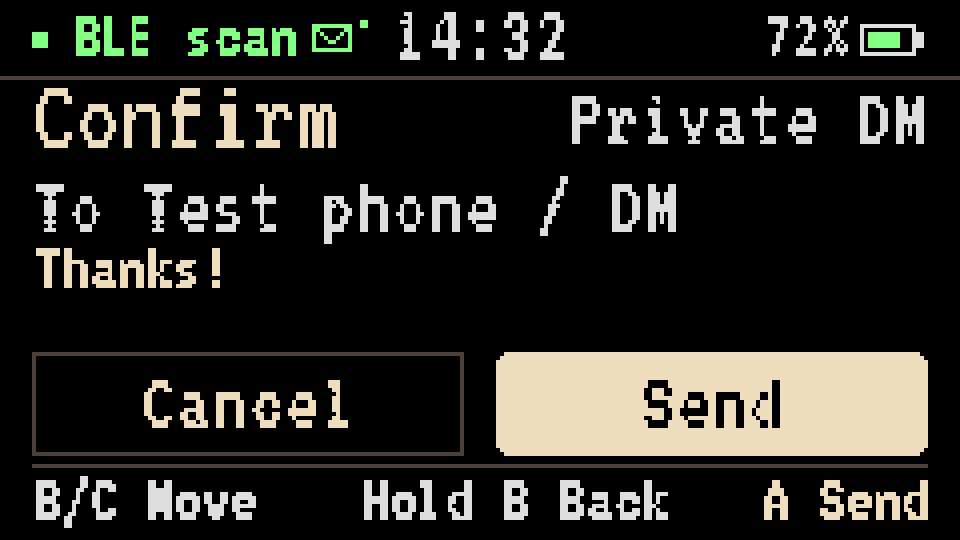 BLE scan 14:32 72%
Confirm Private DM
To Test phone / DM
Thanks!
Cancel Send
B/C Move Hold B Back A Send